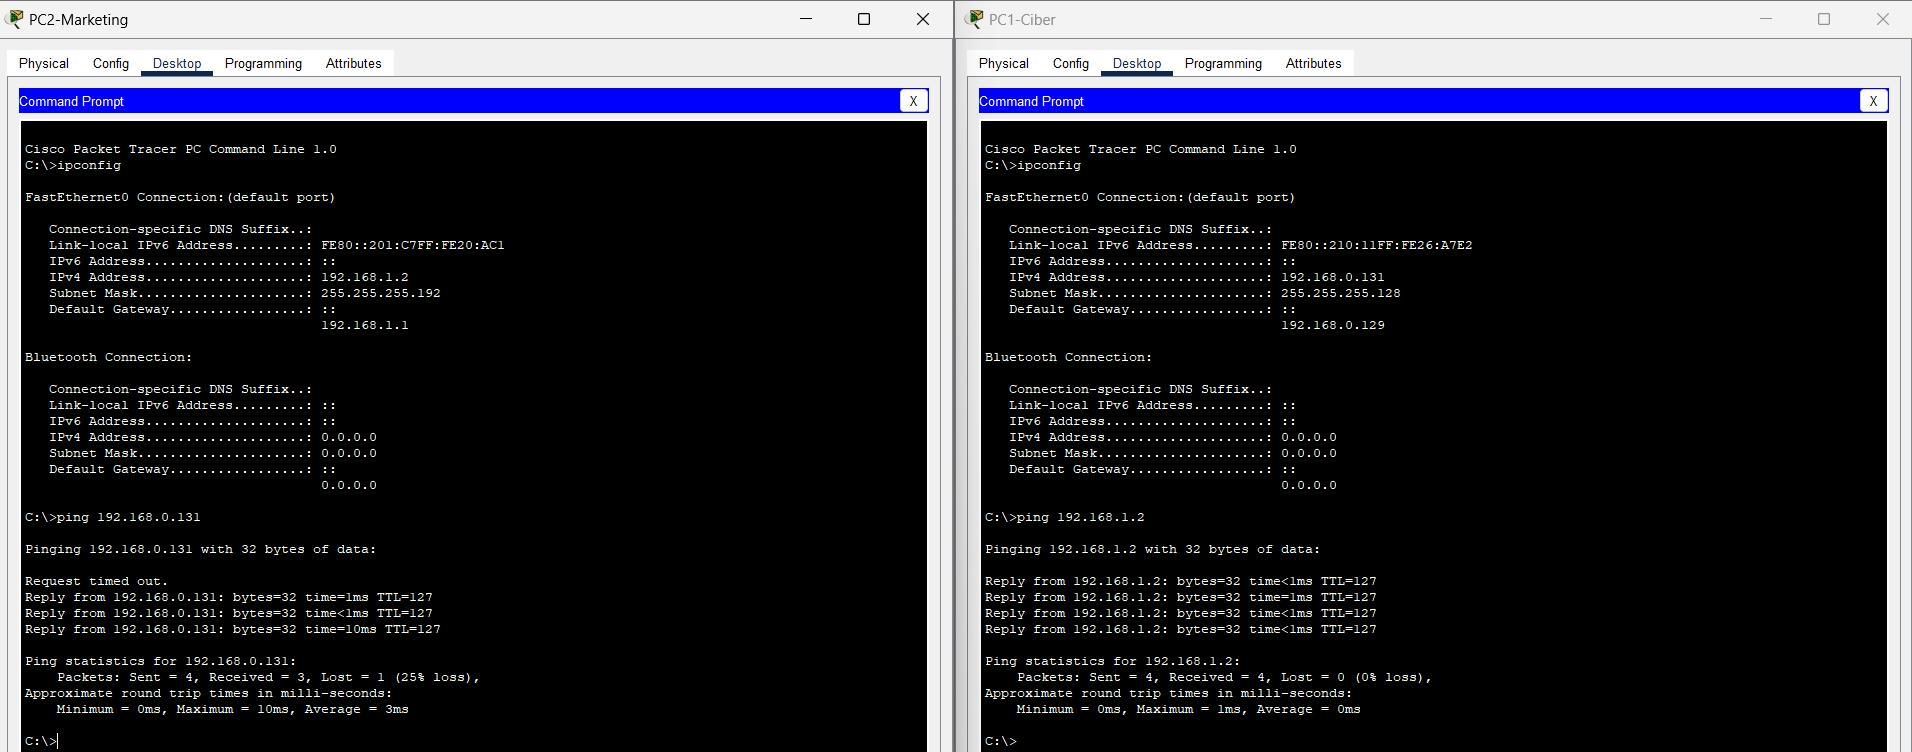 PC2-Marketing
Physical Config Desktop Programming Attributes
Command Prompt X
Cisco Packet Tracer PC Command Line 1.0
C:\>ipconfig
FastEthernet0 Connection:(default port)
Connection-specific DNS Suffix..:
Link-local IPv6 Address.........: FE80::201:C7FF:FE20:AC1
IPv6 Address....................: ::
IPv4 Address....................: 192.168.1.2
Subnet Mask.....................: 255.255.255.192
Default Gateway.................: ::
192.168.1.1
Bluetooth Connection:
Connection-specific DNS Suffix..:
Link-local IPv6 Address.........: ::
IPv6 Address....................: ::
IPv4 Address....................: 0.0.0.0
Subnet Mask.....................: 0.0.0.0
Default Gateway.................: ::
0.0.0.0
C:\>ping 192.168.0.131
Pinging 192.168.0.131 with 32 bytes of data:
Request timed out.
Reply from 192.168.0.131: bytes=32 time=1ms TTL=127
Reply from 192.168.0.131: bytes=32 time<1ms TTL=127
Reply from 192.168.0.131: bytes=32 time=10ms TTL=127
Ping statistics for 192.168.0.131:
Packets: Sent = 4, Received = 3, Lost = 1 (25% loss),
Approximate round trip times in milli-seconds:
Minimum = 0ms, Maximum = 10ms, Average = 3ms
C:\>
PC1-Ciber
Physical Config Desktop Programming Attributes
Command Prompt X
Cisco Packet Tracer PC Command Line 1.0
C:\>ipconfig
FastEthernet0 Connection:(default port)
Connection-specific DNS Suffix..:
Link-local IPv6 Address.........: FE80::210:11FF:FE26:A7E2
IPv6 Address....................: ::
IPv4 Address....................: 192.168.0.131
Subnet Mask.....................: 255.255.255.128
Default Gateway.................: ::
192.168.0.129
Bluetooth Connection:
Connection-specific DNS Suffix..:
Link-local IPv6 Address.........: ::
IPv6 Address....................: ::
IPv4 Address....................: 0.0.0.0
Subnet Mask.....................: 0.0.0.0
Default Gateway.................: ::
0.0.0.0
C:\>ping 192.168.1.2
Pinging 192.168.1.2 with 32 bytes of data:
Reply from 192.168.1.2: bytes=32 time<1ms TTL=127
Reply from 192.168.1.2: bytes=32 time=1ms TTL=127
Reply from 192.168.1.2: bytes=32 time<1ms TTL=127
Reply from 192.168.1.2: bytes=32 time<1ms TTL=127
Ping statistics for 192.168.1.2:
Packets: Sent = 4, Received = 4, Lost = 0 (0% loss),
Approximate round trip times in milli-seconds:
Minimum = 0ms, Maximum = 1ms, Average = 0ms
C:\>